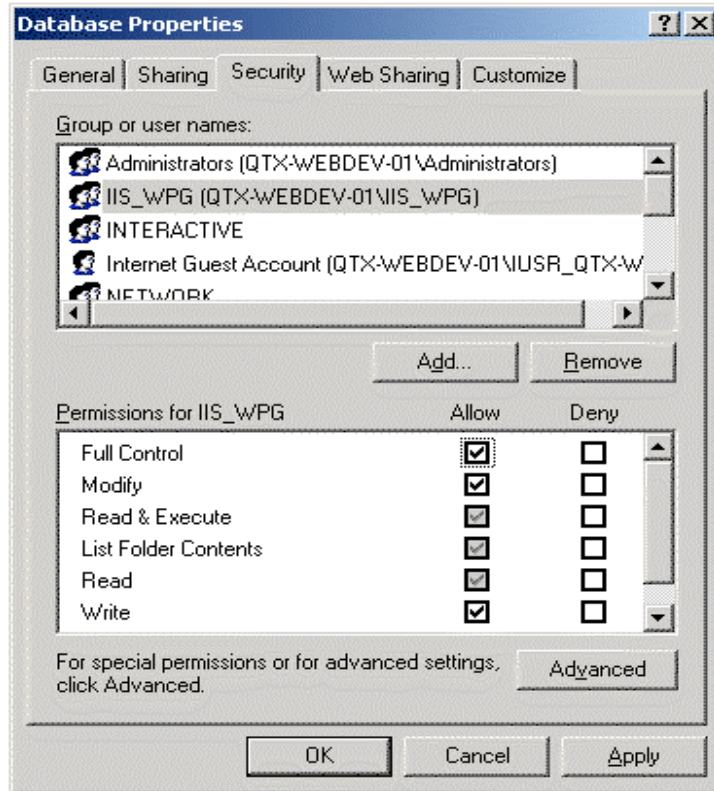 Database Properties
General Sharing Security Web Sharing Customize
Group or user names:
Administrators (QTX-WEBDEV-01\Administrators)
IIS_WPG (QTX-WEBDEV-01\IIS_WPG)
INTERACTIVE
Internet Guest Account (QTX-WEBDEV-01\IUSR_QTX-W
NETWORK
Add... Remove
Permissions for IIS_WPG Allow Deny
Full Control
Modify
Read & Execute
List Folder Contents
Read
Write
For special permissions or for advanced settings,
click Advanced.
Advanced
OK Cancel Apply